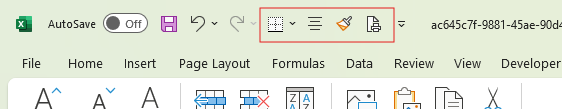 AutoSave Off ac645c7f-9881-45ae-90d4
File Home Insert Page Layout Formulas Data Review View Developer
A A A Z A Z A